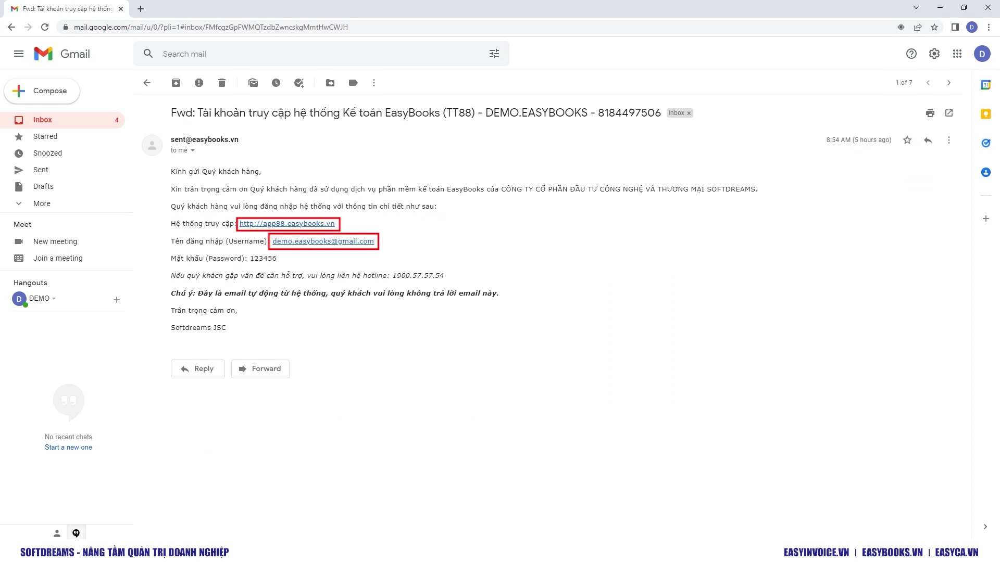 Fwd: Tài khoản truy cập hệ thống
mail.google.com/mail/u/0/?pli=1#inbox/FMfcgzGpFWMQTzdbZwncskgMmtHwCWJH
D
Gmail
Search mail
D
Compose
1 of 7
31
Inbox 4
Starred
Snoozed
Sent
Drafts
More
Fwd: Tài khoản truy cập hệ thống Kế toán EasyBooks (TT88) - DEMO.EASYBOOKS - 8184497506 Inbox ×
sent@easybooks.vn
8:54 AM (5 hours ago)
to me
Kính gửi Quý khách hàng,
Xin trân trọng cảm ơn Quý khách hàng đã sử dụng dịch vụ phần mềm kế toán EasyBooks của CÔNG TY CỔ PHẦN ĐẦU TƯ CÔNG NGHỆ VÀ THƯƠNG MẠI SOFTDREAMS.
Quý khách hàng vui lòng đăng nhập hệ thống với thông tin chi tiết như sau:
Hệ thống truy cập: http://app88.easybooks.vn
Tên đăng nhập (Username): demo.easybooks@gmail.com
Mật khẩu (Password): 123456
Nếu quý khách gặp vấn đề cần hỗ trợ, vui lòng liên hệ hotline: 1900.57.57.54
Chú ý: Đây là email tự động từ hệ thống, quý khách vui lòng không trả lời email này.
Trân trọng cảm ơn,
Softdreams JSC
Reply
Forward
Meet
New meeting
Join a meeting
Hangouts
D DEMO
No recent chats
Start a new one
SOFTDREAMS - NÂNG TẦM QUẢN TRỊ DOANH NGHIỆP
EASYINVOICE.VN | EASYBOOKS.VN | EASYCA.VN